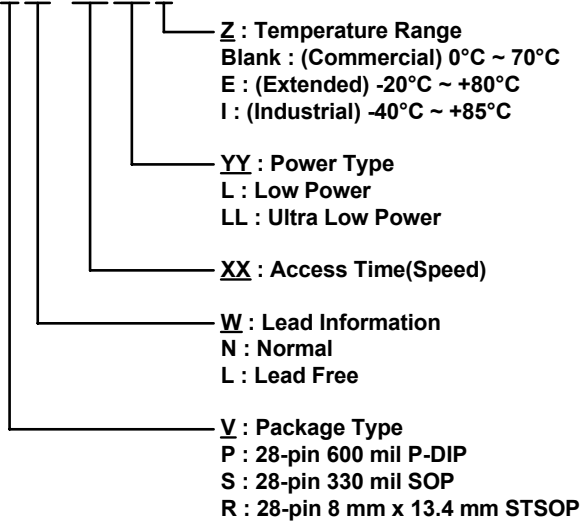 Z : Temperature Range
Blank : (Commercial) 0°C ~ 70°C
E : (Extended) -20°C ~ +80°C
I : (Industrial) -40°C ~ +85°C
YY : Power Type
L : Low Power
LL : Ultra Low Power
XX : Access Time(Speed)
W : Lead Information
N : Normal
L : Lead Free
V : Package Type
P : 28-pin 600 mil P-DIP
S : 28-pin 330 mil SOP
R : 28-pin 8 mm x 13.4 mm STSOP